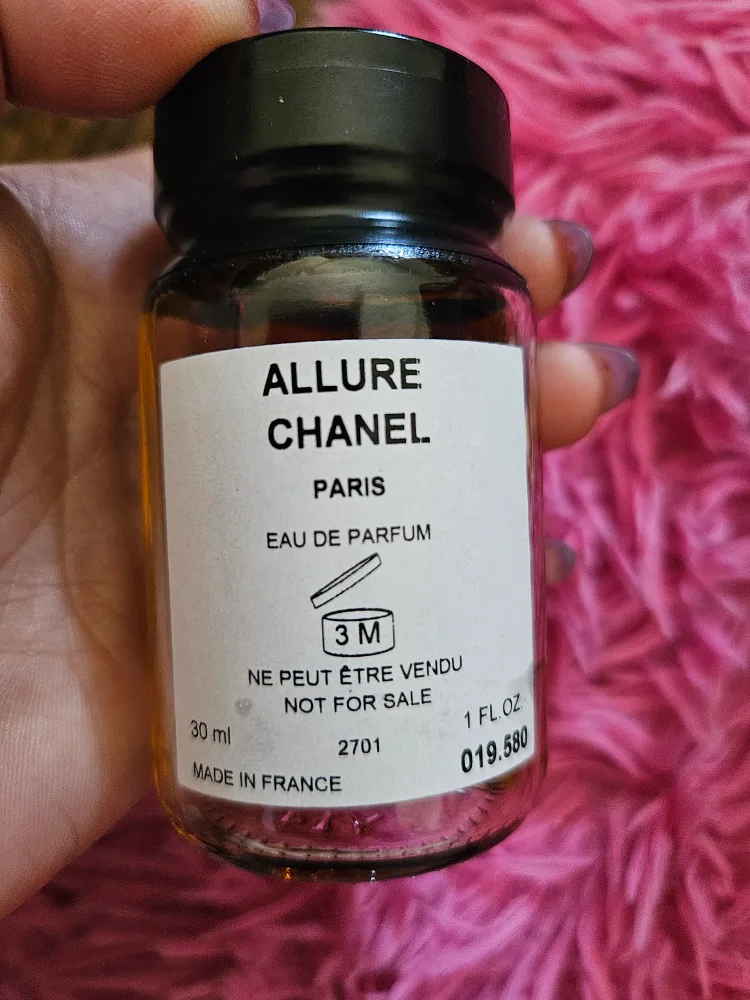 ALLURE
CHANEL
PARIS
EAU DE PARFUM
3 M
NE PEUT ÊTRE VENDU
NOT FOR SALE
30 ml
1 FL.OZ.
2701
019.580
MADE IN FRANCE